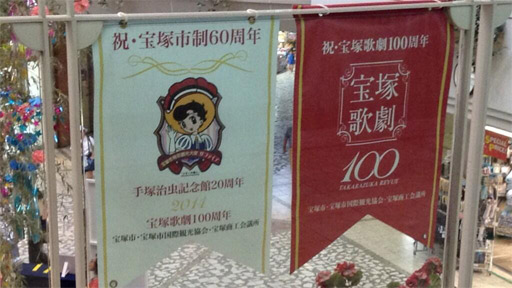 祝・宝塚市制60周年
手塚治虫記念館20周年
2014
宝塚歌劇100周年
宝塚市・宝塚市国際観光協会・宝塚商工会議所
祝・宝塚歌劇100周年
宝塚
歌劇
100
TAKARAZUKA REVUE
宝塚市・宝塚市国際観光協会・宝塚商工会議所